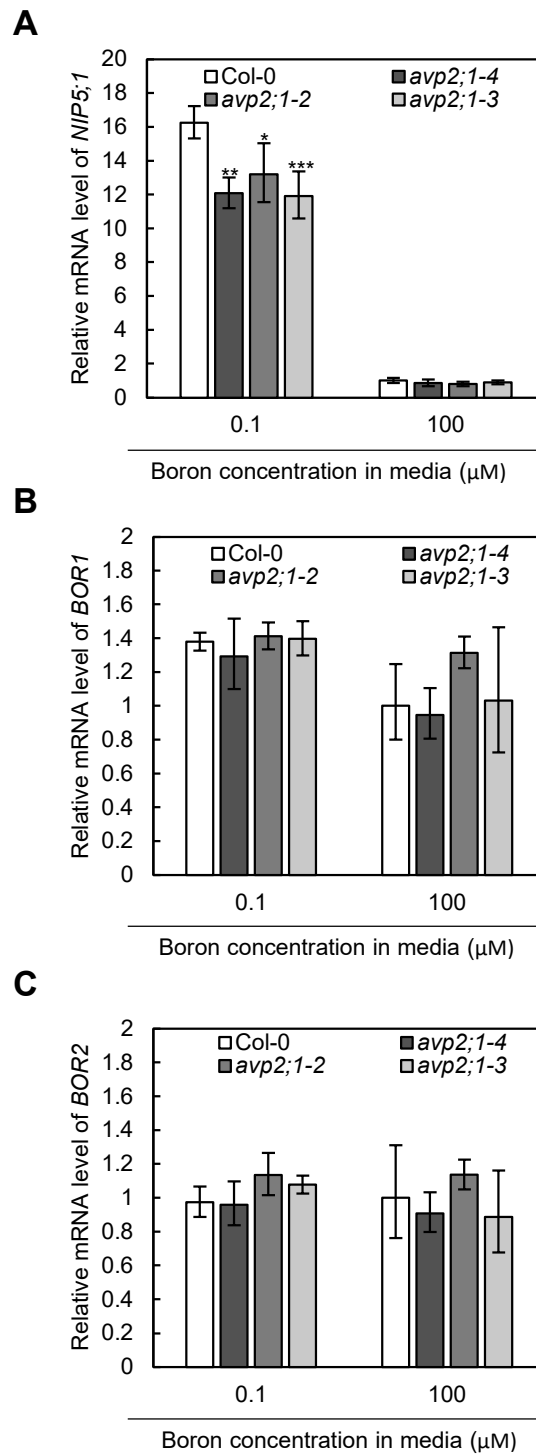 A
Relative mRNA level of NIP5;1
20
18
16
14
12
10
8
6
4
2
0
Col-0
avp2;1-4
avp2;1-2
avp2;1-3
**
*
***
0.1
100
Boron concentration in media (μM)
B
Relative mRNA level of BOR1
2
1.8
1.6
1.4
1.2
1
0.8
0.6
0.4
0.2
0
Col-0
avp2;1-4
avp2;1-2
avp2;1-3
0.1
100
Boron concentration in media (μM)
C
Relative mRNA level of BOR2
2
1.8
1.6
1.4
1.2
1
0.8
0.6
0.4
0.2
0
Col-0
avp2;1-4
avp2;1-2
avp2;1-3
0.1
100
Boron concentration in media (μM)